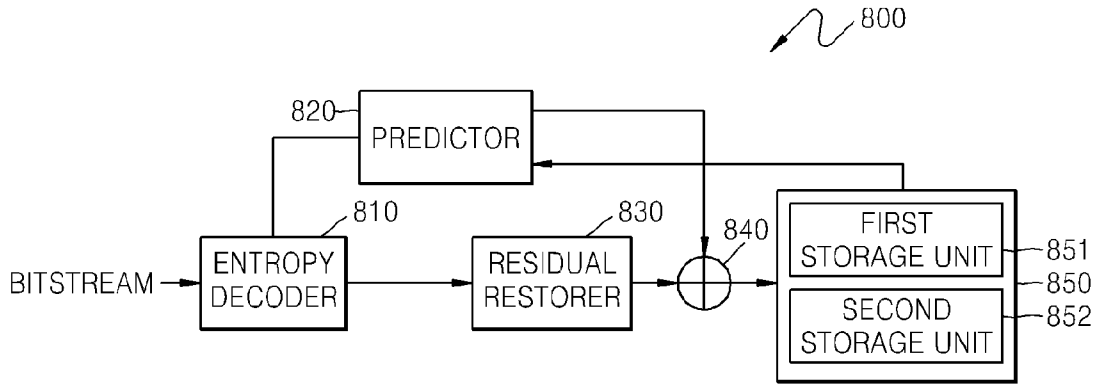 800
820
PREDICTOR
810
830
840
BITSTREAM
ENTROPY
DECODER
RESIDUAL
RESTORER
FIRST
STORAGE UNIT
851
850
SECOND
STORAGE UNIT
852